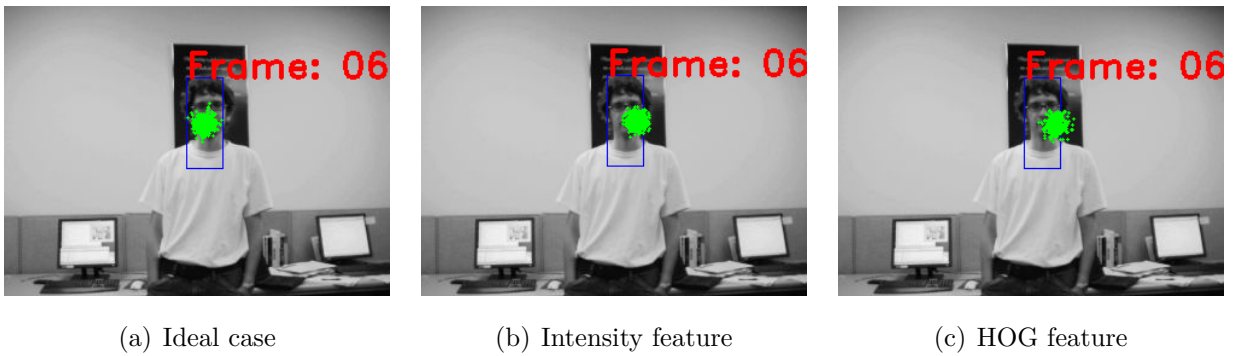 Frame: 06
Frame: 06
Frame: 06
(a) Ideal case
(b) Intensity feature
(c) HOG feature